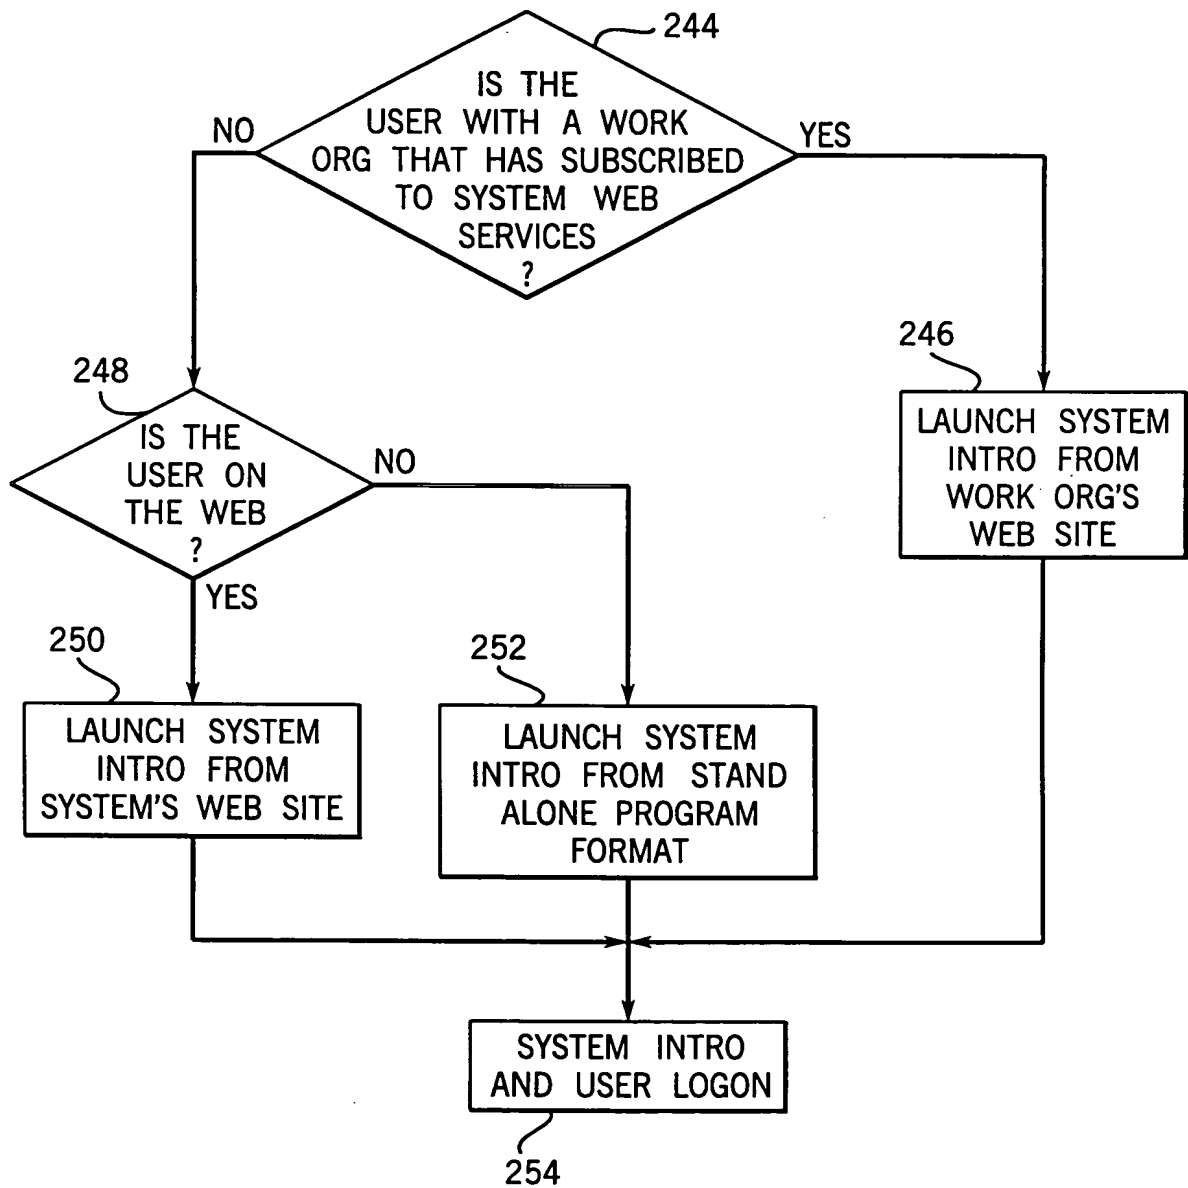 244
IS THE
USER WITH A WORK
ORG THAT HAS SUBSCRIBED
TO SYSTEM WEB
SERVICES
?
NO
YES
246
LAUNCH SYSTEM
INTRO FROM
WORK ORG'S
WEB SITE
248
IS THE
USER ON
THE WEB
?
NO
YES
250
LAUNCH SYSTEM
INTRO FROM
SYSTEM'S WEB SITE
252
LAUNCH SYSTEM
INTRO FROM STAND
ALONE PROGRAM
FORMAT
SYSTEM INTRO
AND USER LOGON
254